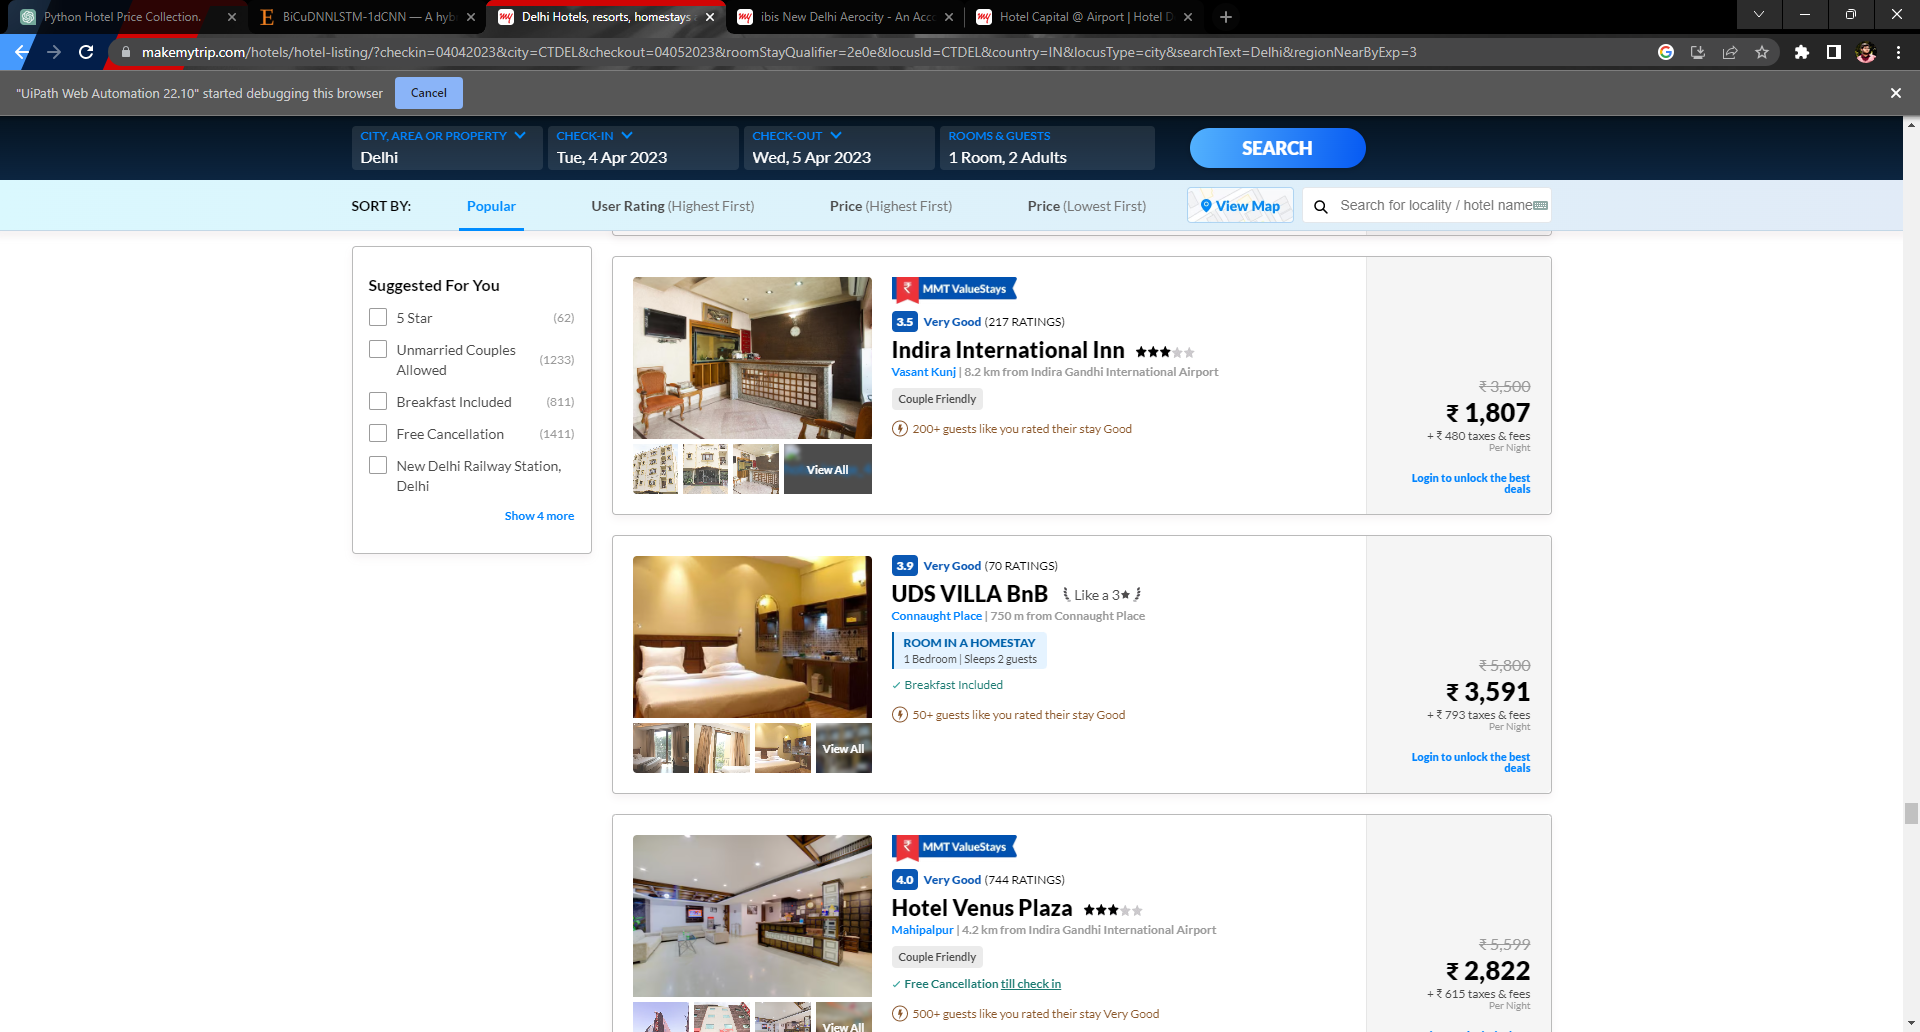 Python Hotel Price Collection.
BiCuDNNLSTM-1dCNN — A hyb
Delhi Hotels, resorts, homestays
ibis New Delhi Aerocity - An Acc
Hotel Capital @ Airport | Hotel D
makemytrip.com/hotels/hotel-listing/?checkin=04042023&city=CTDEL&checkout=04052023&roomStayQualifier=2e0e&locusId=CTDEL&country=IN&locusType=city&searchText=Delhi&regionNearByExp=3
"UiPath Web Automation 22.10" started debugging this browser
Cancel
CITY, AREA OR PROPERTY
Delhi
CHECK-IN
Tue, 4 Apr 2023
CHECK-OUT
Wed, 5 Apr 2023
ROOMS & GUESTS
1 Room, 2 Adults
SEARCH
SORT BY:
Popular
User Rating (Highest First)
Price (Highest First)
Price (Lowest First)
View Map
Search for locality / hotel name
Suggested For You
5 Star (62)
Unmarried Couples
Allowed (1233)
Breakfast Included (811)
Free Cancellation (1411)
New Delhi Railway Station,
Delhi
Show 4 more
View All
₹ MMT ValueStays
3.5 Very Good (217 RATINGS)
Indira International Inn
Vasant Kunj | 8.2 km from Indira Gandhi International Airport
Couple Friendly
200+ guests like you rated their stay Good
₹ 3,500
₹ 1,807
+ ₹ 480 taxes & fees
Per Night
Login to unlock the best
deals
View All
3.9 Very Good (70 RATINGS)
UDS VILLA BnB Like a 3★
Connaught Place | 750 m from Connaught Place
ROOM IN A HOMESTAY
1 Bedroom | Sleeps 2 guests
✓ Breakfast Included
50+ guests like you rated their stay Good
₹ 5,800
₹ 3,591
+ ₹ 793 taxes & fees
Per Night
Login to unlock the best
deals
View All
₹ MMT ValueStays
4.0 Very Good (744 RATINGS)
Hotel Venus Plaza
Mahipalpur | 4.2 km from Indira Gandhi International Airport
Couple Friendly
✓ Free Cancellation till check in
500+ guests like you rated their stay Very Good
₹ 5,599
₹ 2,822
+ ₹ 615 taxes & fees
Per Night